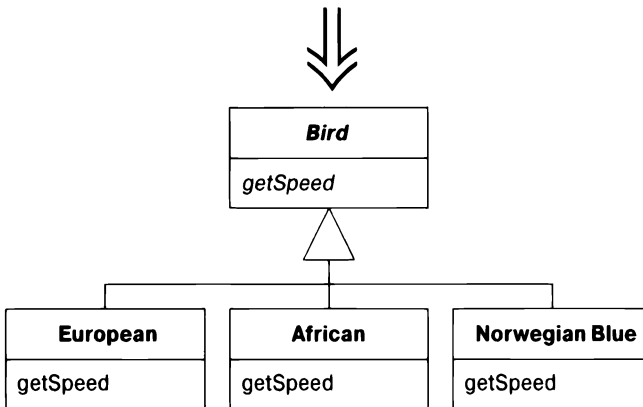 Bird
getSpeed
European
African
Norwegian Blue
getSpeed
getSpeed
getSpeed